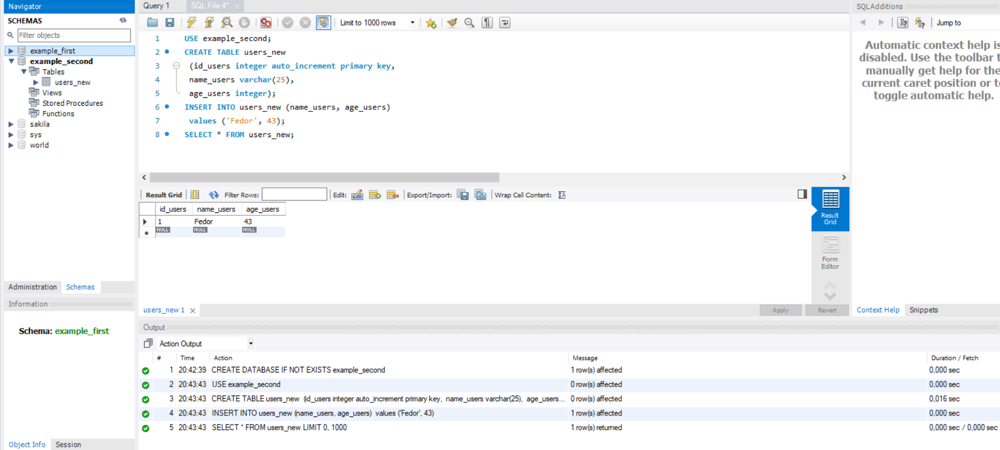 Navigator
SCHEMAS
Filter objects
example_first
example_second
Tables
users_new
Views
Stored Procedures
Functions
sakila
sys
world
Administration Schemas
Information
Schema: example_first
Object Info Session
Query 1 SQL File 4*
Limit to 1000 rows
1 USE example_second;
2 CREATE TABLE users_new
3 (id_users integer auto_increment primary key,
4 name_users varchar(25),
5 age_users integer);
6 INSERT INTO users_new (name_users, age_users)
7 values ('Fedor', 43);
8 SELECT * FROM users_new;
Result Grid Filter Rows: Edit: Export/Import: Wrap Cell Content:
id_users name_users age_users
1 Fedor 43
NULL NULL NULL
Result
Grid
Form
Editor
users_new 1 Apply Revert
SQLAdditions
Jump to
Automatic context help is
disabled. Use the toolbar t
manually get help for the
current caret position or to
toggle automatic help.
Context Help Snippets
Output
Action Output
# Time Action Message Duration / Fetch
1 20:42:39 CREATE DATABASE IF NOT EXISTS example_second 1 row(s) affected 0,000 sec
2 20:43:43 USE example_second 0 row(s) affected 0,000 sec
3 20:43:43 CREATE TABLE users_new (id_users integer auto_increment primary key, name_users varchar(25), age_users... 0 row(s) affected 0,016 sec
4 20:43:43 INSERT INTO users_new (name_users, age_users) values ('Fedor', 43) 1 row(s) affected 0,000 sec
5 20:43:43 SELECT * FROM users_new LIMIT 0, 1000 1 row(s) returned 0,000 sec / 0,000 sec